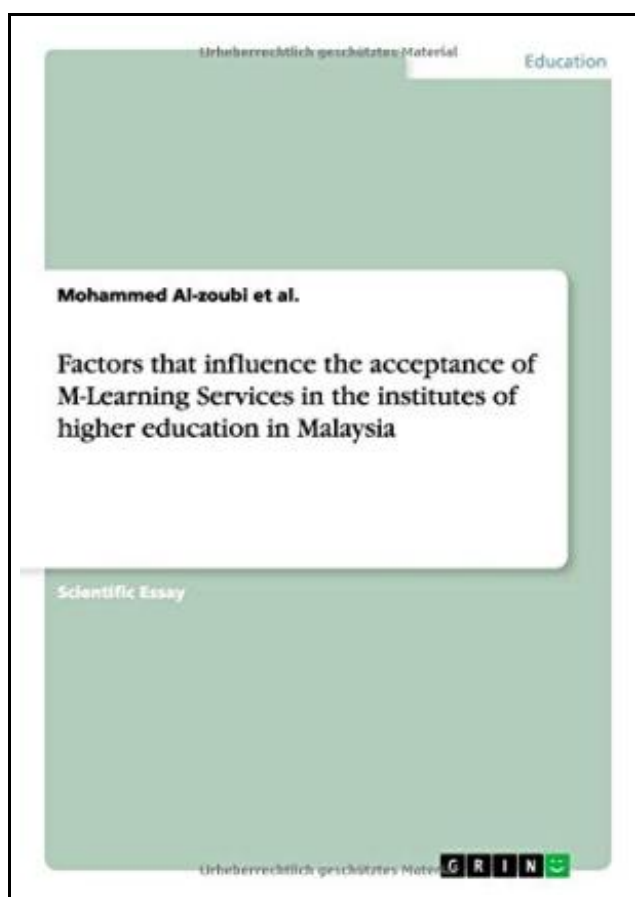 Urheberrechtlich geschütztes Material
Education
Mohammed Al-zoubi et al.
Factors that influence the acceptance of
M-Learning Services in the institutes of
higher education in Malaysia
Scientific Essay
Urheberrechtlich geschütztes Mater
GRIN